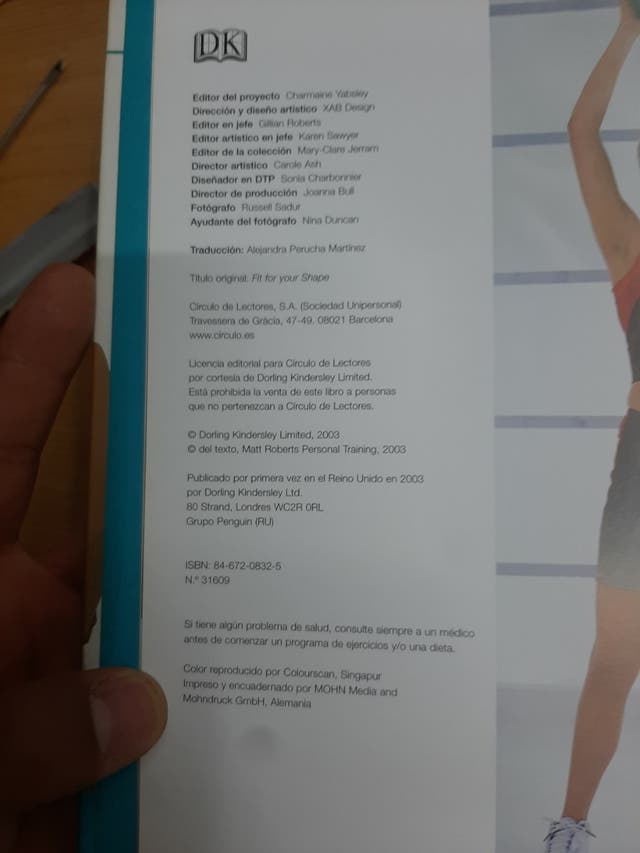 DK
Editor del proyecto Charmaine Yabsley
Dirección y diseño artístico XAB Design
Editor en jefe Gillian Roberts
Editor artístico en jefe Karen Sawyer
Editor de la colección Mary-Clare Jerram
Director artístico Carole Ash
Diseñador en DTP Sonia Charbonnier
Director de producción Joanna Bull
Fotógrafo Russell Sadur
Ayudante del fotógrafo Nina Duncan
Traducción: Alejandra Perucha Martínez
Título original: Fit for your Shape
Círculo de Lectores, S.A. (Sociedad Unipersonal)
Travessera de Gràcia, 47-49, 08021 Barcelona
www.circulo.es
Licencia editorial para Círculo de Lectores
por cortesía de Dorling Kindersley Limited.
Está prohibida la venta de este libro a personas
que no pertenezcan a Círculo de Lectores.
© Dorling Kindersley Limited, 2003
© del texto, Matt Roberts Personal Training, 2003
Publicado por primera vez en el Reino Unido en 2003
por Dorling Kindersley Ltd.
80 Strand, Londres WC2R 0RL
Grupo Penguin (RU)
ISBN: 84-672-0832-5
N.º 31609
Si tiene algún problema de salud, consulte siempre a un médico
antes de comenzar un programa de ejercicios y/o una dieta.
Color reproducido por Colourscan, Singapur
Impreso y encuadernado por MOHN Media and
Mohndruck GmbH, Alemania